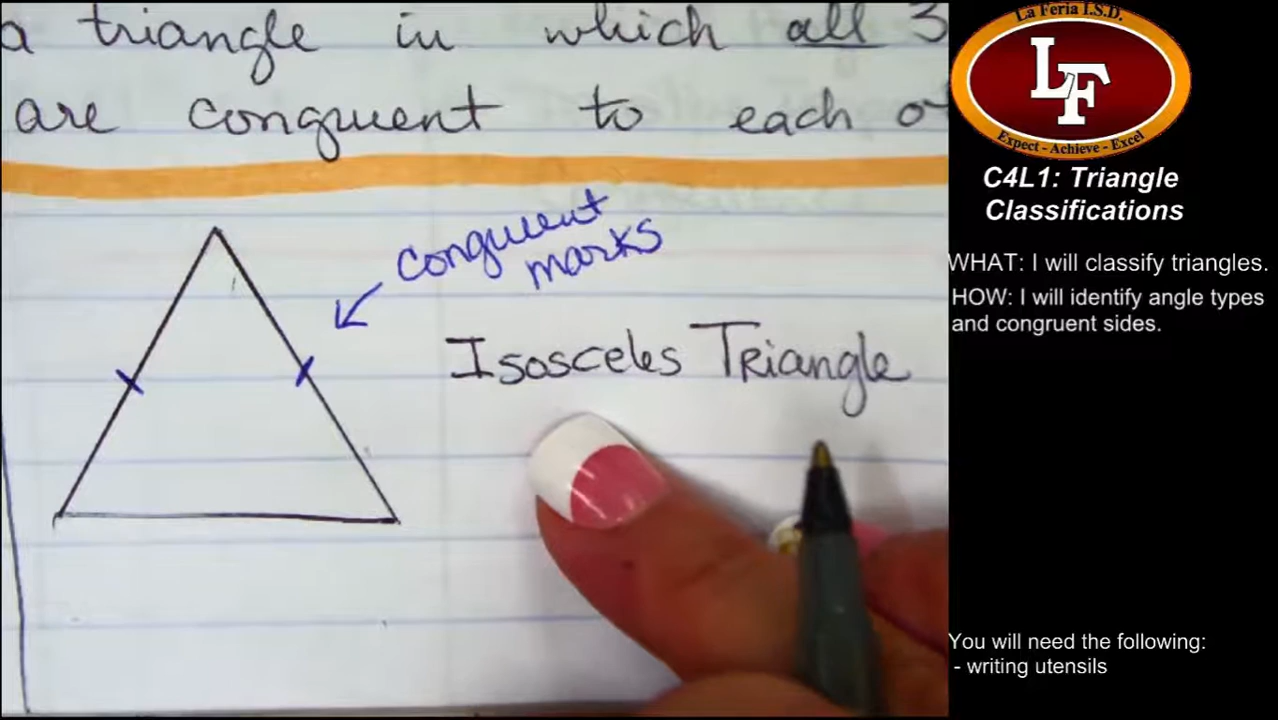 a triangle in which all 3
are congruent to each
congruent
marks
Isosceles Triangle
La Feria I.S.D.
LF
Expect - Achieve - Excel
C4L1: Triangle
Classifications
WHAT: I will classify triangles.
HOW: I will identify angle types
and congruent sides.
You will need the following:
- writing utensils